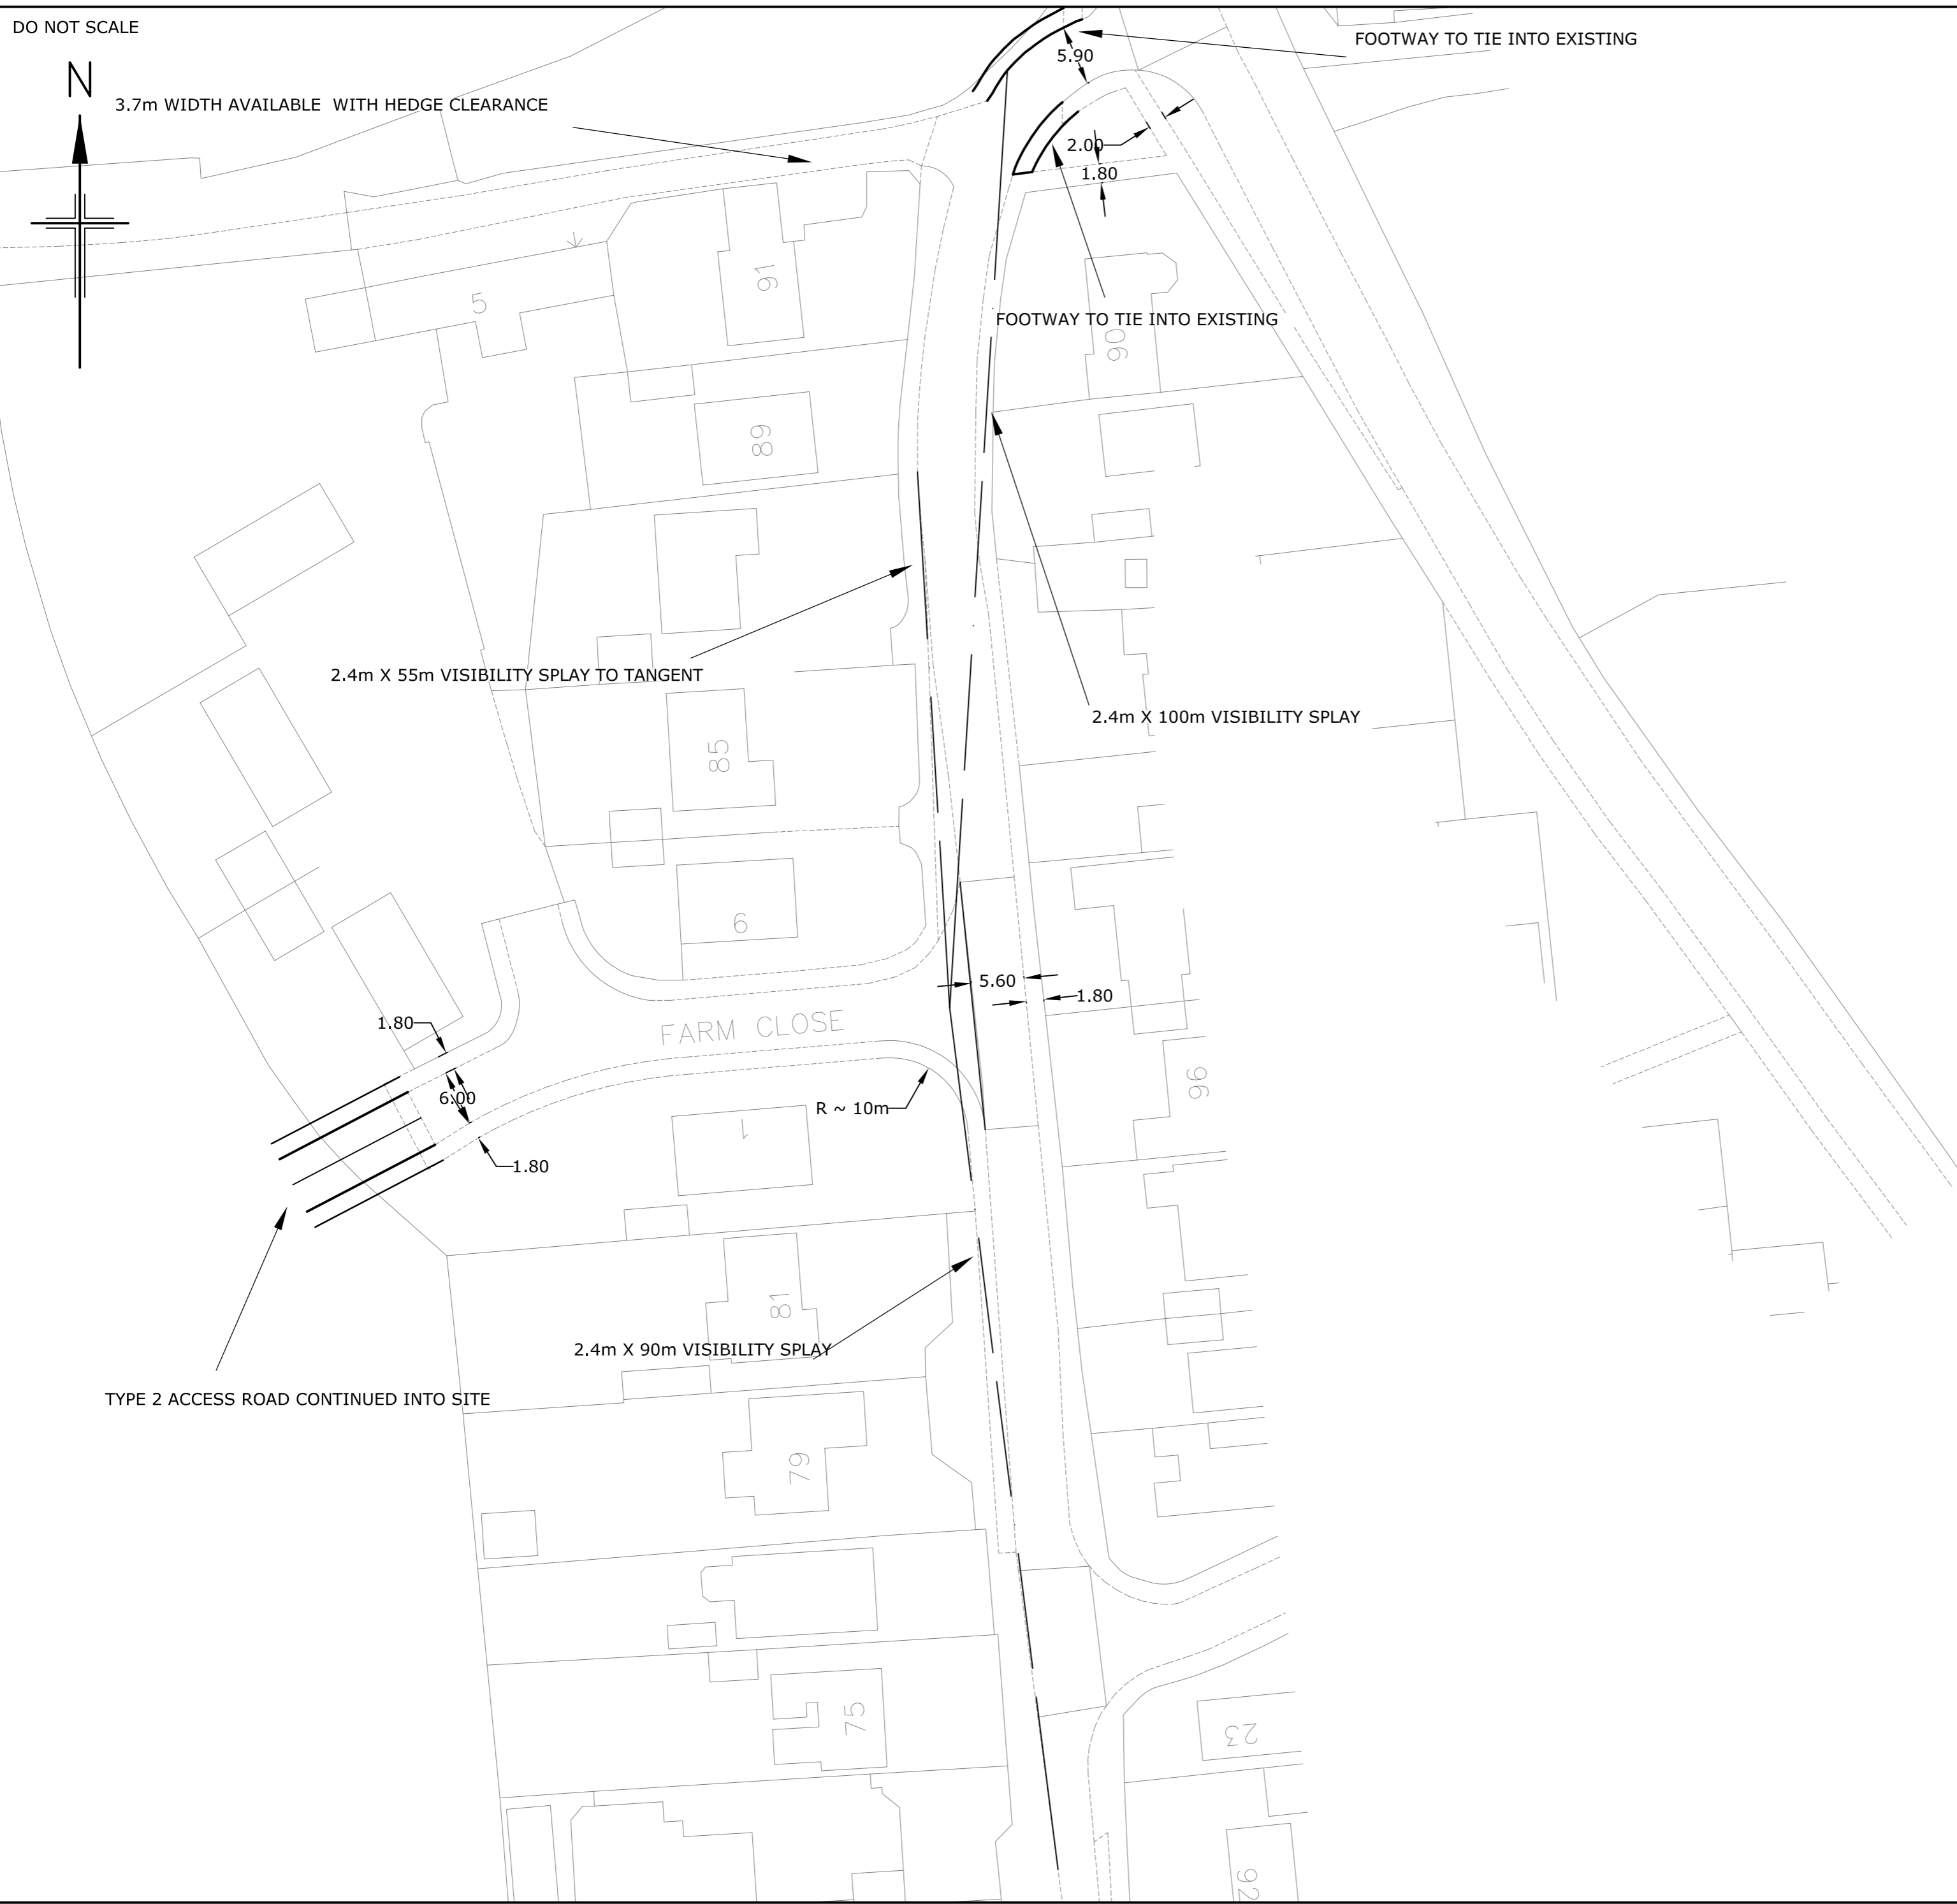 DO NOT SCALE
FOOTWAY TO TIE INTO EXISTING
N
5.90
3.7m WIDTH AVAILABLE WITH HEDGE CLEARANCE
2.00
1.80
16
5
FOOTWAY TO TIE INTO EXISTING
90
89
2.4m X 55m VISIBILITY SPLAY TO TANGENT
2.4m X 100m VISIBILITY SPLAY
85
9
5.60
1.80
FARM CLOSE
1.80
6.00
96
R ~ 10m
1
1.80
81
2.4m X 90m VISIBILITY SPLAY
TYPE 2 ACCESS ROAD CONTINUED INTO SITE
79
75
23
92